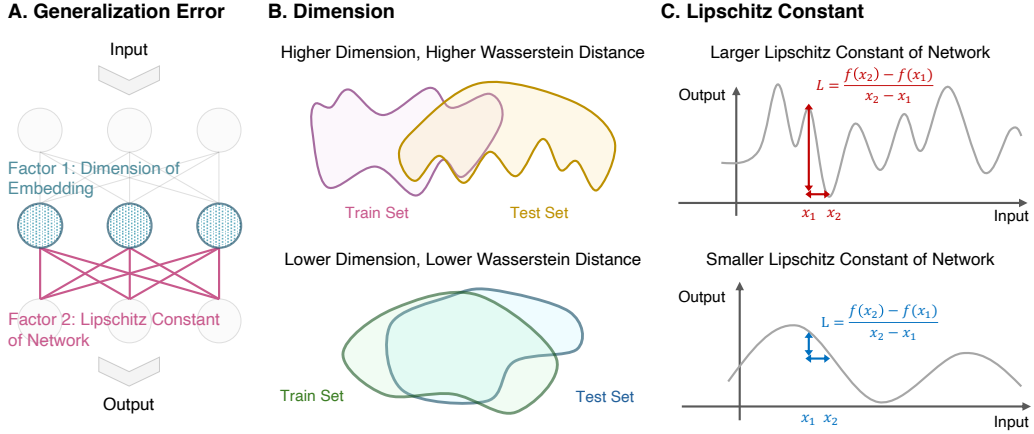 A. Generalization Error
Input
Factor 1: Dimension of
Embedding
Factor 2: Lipschitz Constant
of Network
Output
B. Dimension
Higher Dimension, Higher Wasserstein Distance
Train Set
Test Set
Lower Dimension, Lower Wasserstein Distance
Train Set
Test Set
C. Lipschitz Constant
Larger Lipschitz Constant of Network
Output
L = f(x₂) − f(x₁) / x₂ − x₁
x₁ x₂
Input
Smaller Lipschitz Constant of Network
Output
L = f(x₂) − f(x₁) / x₂ − x₁
x₁ x₂
Input